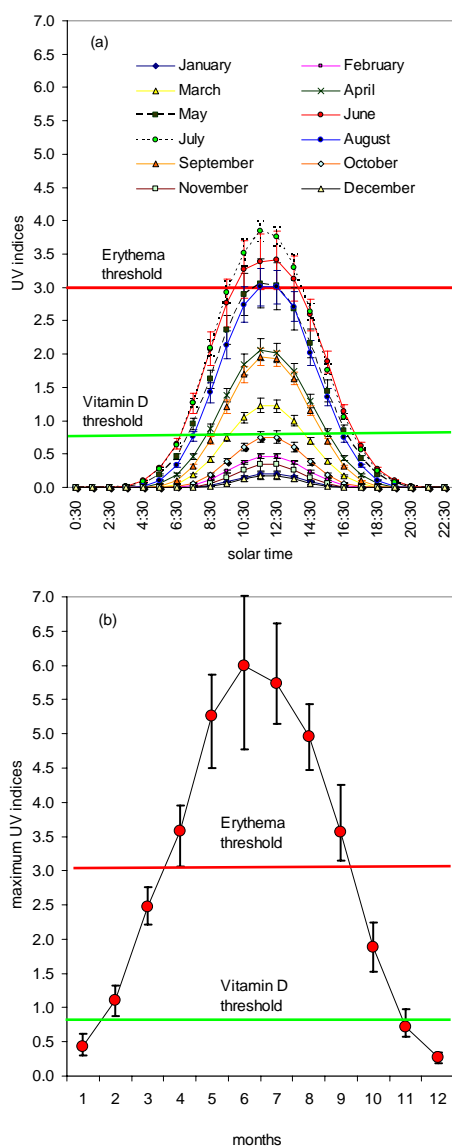 (a)
7.0
6.5
6.0
5.5
5.0
4.5
4.0
3.5
3.0
2.5
2.0
1.5
1.0
0.5
0.0
UV indices
January February
March April
May June
July August
September October
November December
Erythema
threshold
Vitamin D
threshold
0:30 2:30 4:30 6:30 8:30 10:30 12:30 14:30 16:30 18:30 20:30 22:30
solar time
(b)
7.0
6.5
6.0
5.5
5.0
4.5
4.0
3.5
3.0
2.5
2.0
1.5
1.0
0.5
0.0
maximum UV indices
Erythema
threshold
Vitamin D
threshold
1 2 3 4 5 6 7 8 9 10 11 12
months